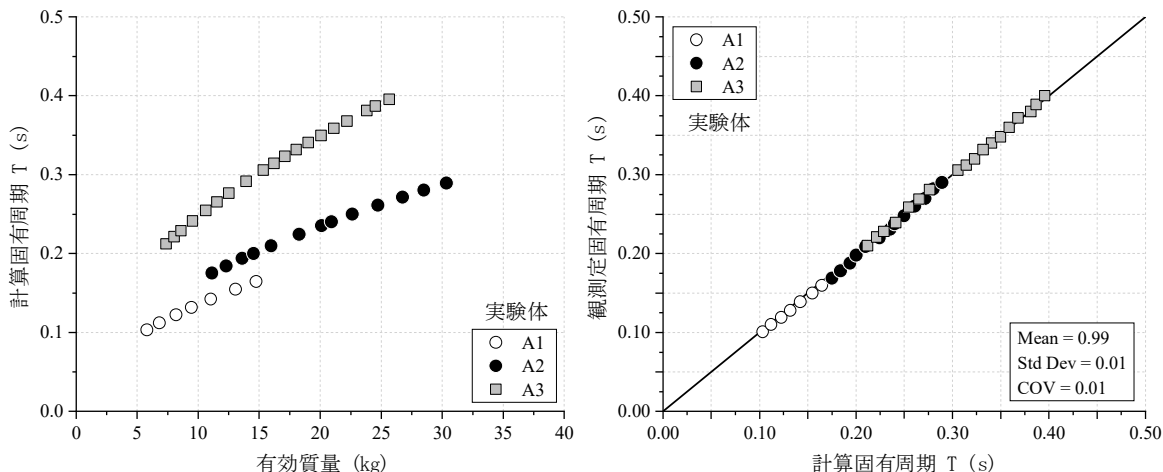 0.5
0.4
0.3
0.2
0.1
0.0
計算固有周期 T (s)
0
5
10
15
20
25
30
35
40
有効質量 (kg)
実験体
A1
A2
A3
0.50
0.40
0.30
0.20
0.10
0.00
観測定固有周期 T (s)
A1
A2
A3
実験体
Mean = 0.99
Std Dev = 0.01
COV = 0.01
0.00
0.10
0.20
0.30
0.40
0.50
計算固有周期 T (s)